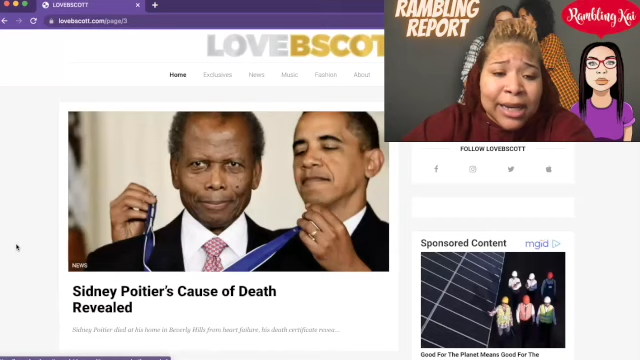 LOVEBSCOTT
lovebscott.com/page/3
RAMBLING
REPORT
Rambling Kai
LOVEBSCOT
Home Exclusives News Music Fashion About
FOLLOW LOVEBSCOTT
NEWS
Sidney Poitier's Cause of Death
Revealed
Sidney Poitier died at his home in Beverly Hills from heart failure, his death certificate revea...
Sponsored Content
mgid
Good For The Planet Means Good For The